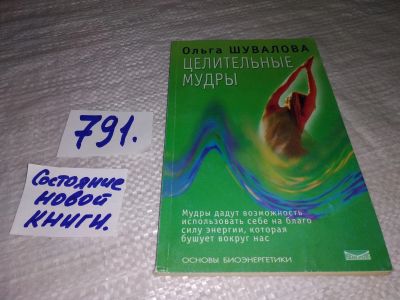 Ольга ШУВАЛОВА
ЦЕЛИТЕЛЬНЫЕ
МУДРЫ
791.
Состояние
новой
книги.
Мудры дадут возможность
использовать себе на благо
силу энергии, которая
бушует вокруг нас
ОСНОВЫ БИОЭНЕРГЕТИКИ